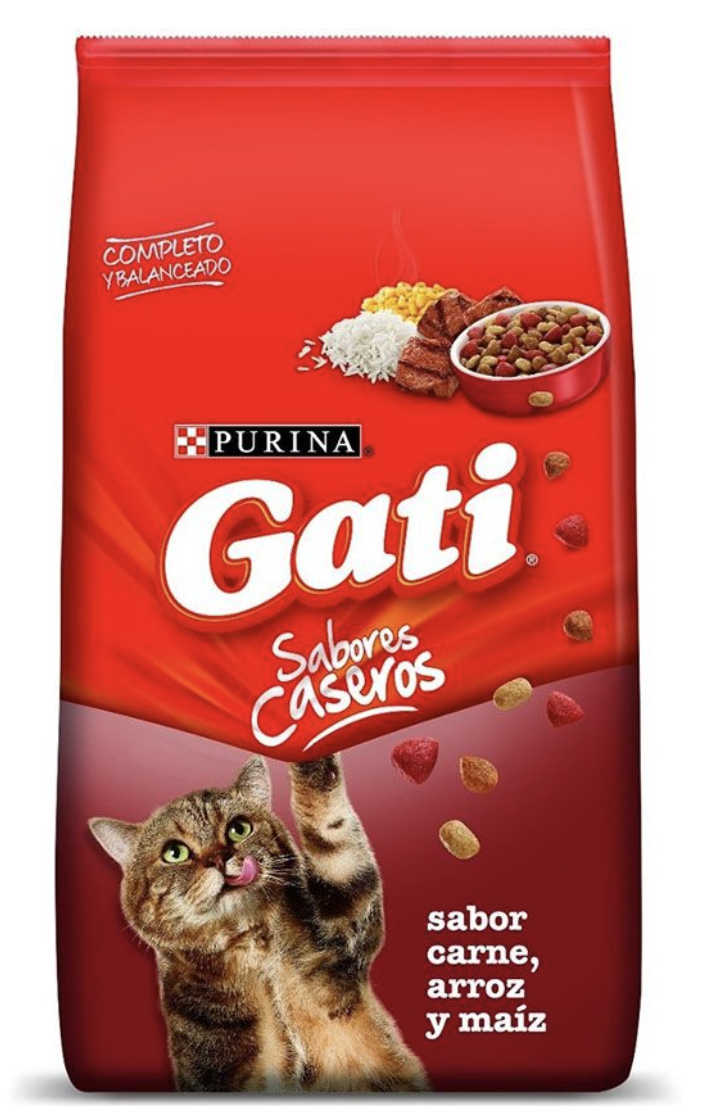 COMPLETO
Y BALANCEADO
PURINA®
Gati®
Sabores
caseros
sabor
carne,
arroz
y maíz